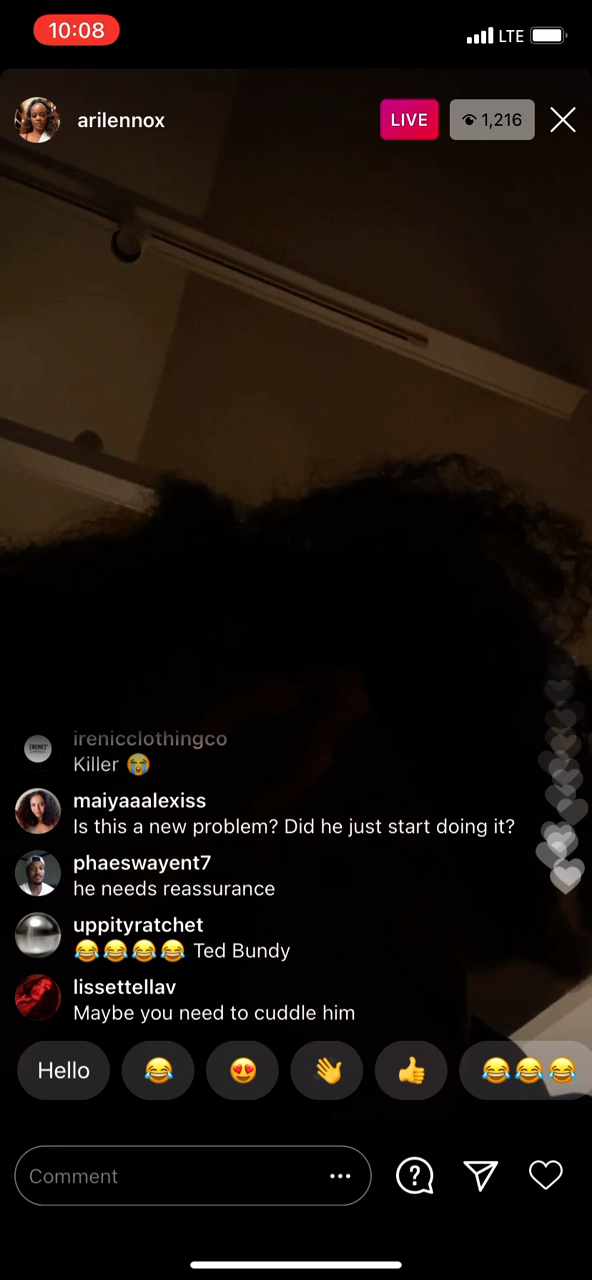 10:08
LTE
arilennox
LIVE
1,216
irenicclothingco
Killer 😭
maiyaaalexiss
Is this a new problem? Did he just start doing it?
phaeswayent7
he needs reassurance
uppityratchet
😂😂😂😂 Ted Bundy
lissettellav
Maybe you need to cuddle him
Hello 😂 😍 👋 👍 😂😂😂
Comment